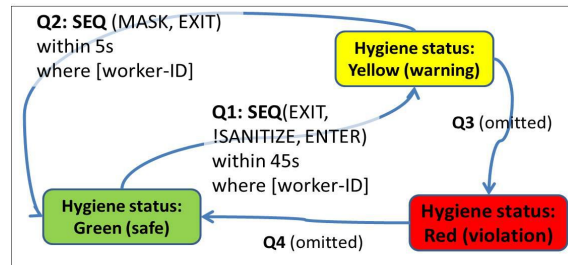 Q2: SEQ (MASK, EXIT)
within 5s
where [worker-ID]
Hygiene status:
Yellow (warning)
Q1: SEQ(EXIT,
!SANITIZE, ENTER)
within 45s
where [worker-ID]
Q3 (omitted)
Hygiene status:
Green (safe)
Hygiene status:
Red (violation)
Q4 (omitted)